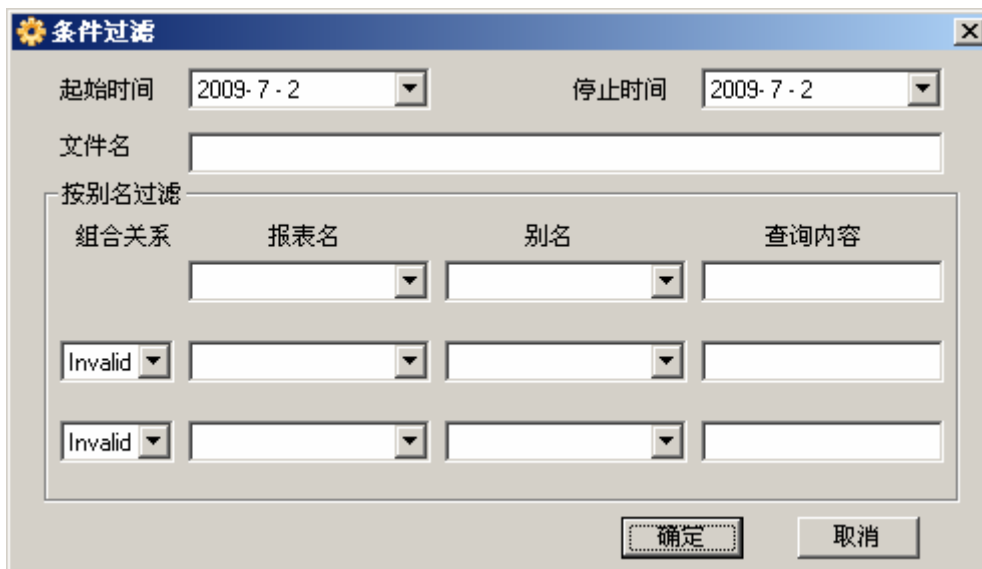 条件过滤
起始时间 2009- 7 - 2 停止时间 2009- 7 - 2
文件名
按别名过滤
组合关系 报表名 别名 查询内容
Invalid
Invalid
确定 取消